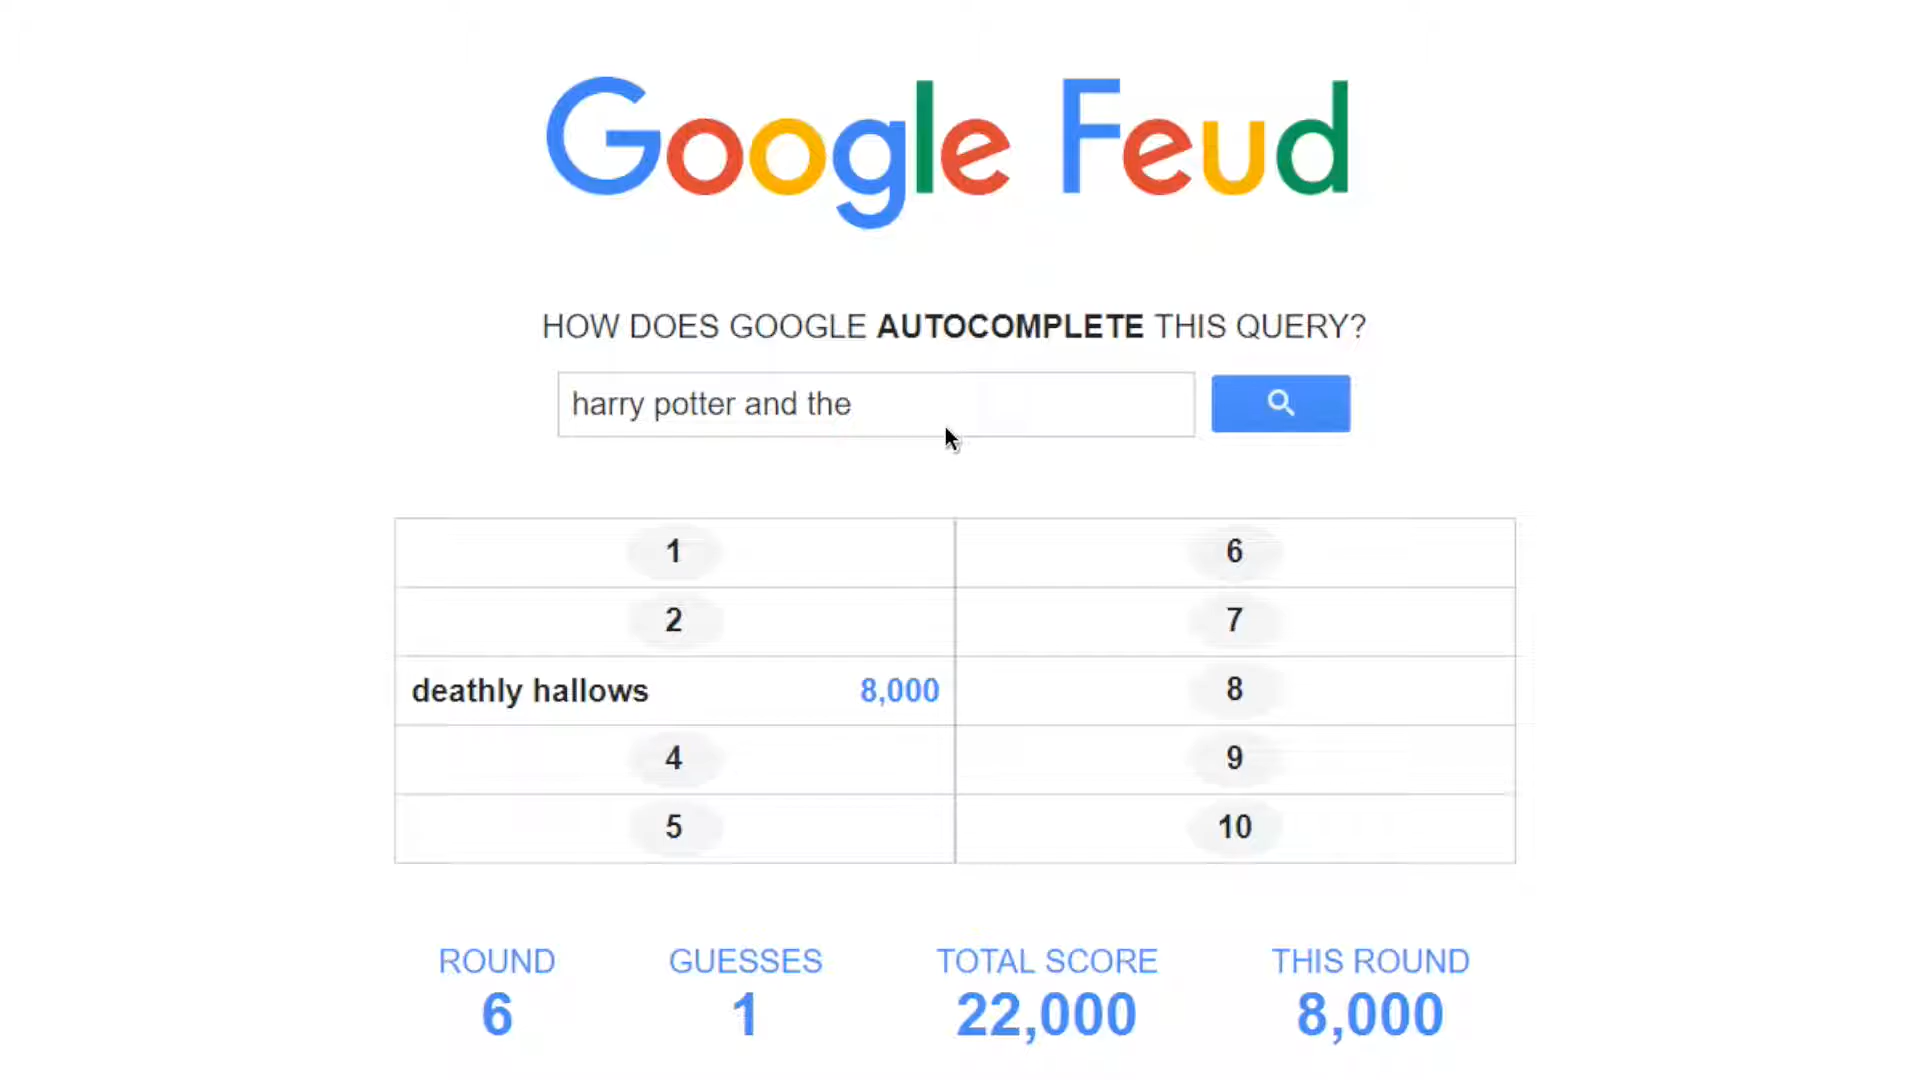 Google Feud
HOW DOES GOOGLE AUTOCOMPLETE THIS QUERY?
harry potter and the
1
2
deathly hallows 8,000
4
5
6
7
8
9
10
ROUND
6
GUESSES
1
TOTAL SCORE
22,000
THIS ROUND
8,000